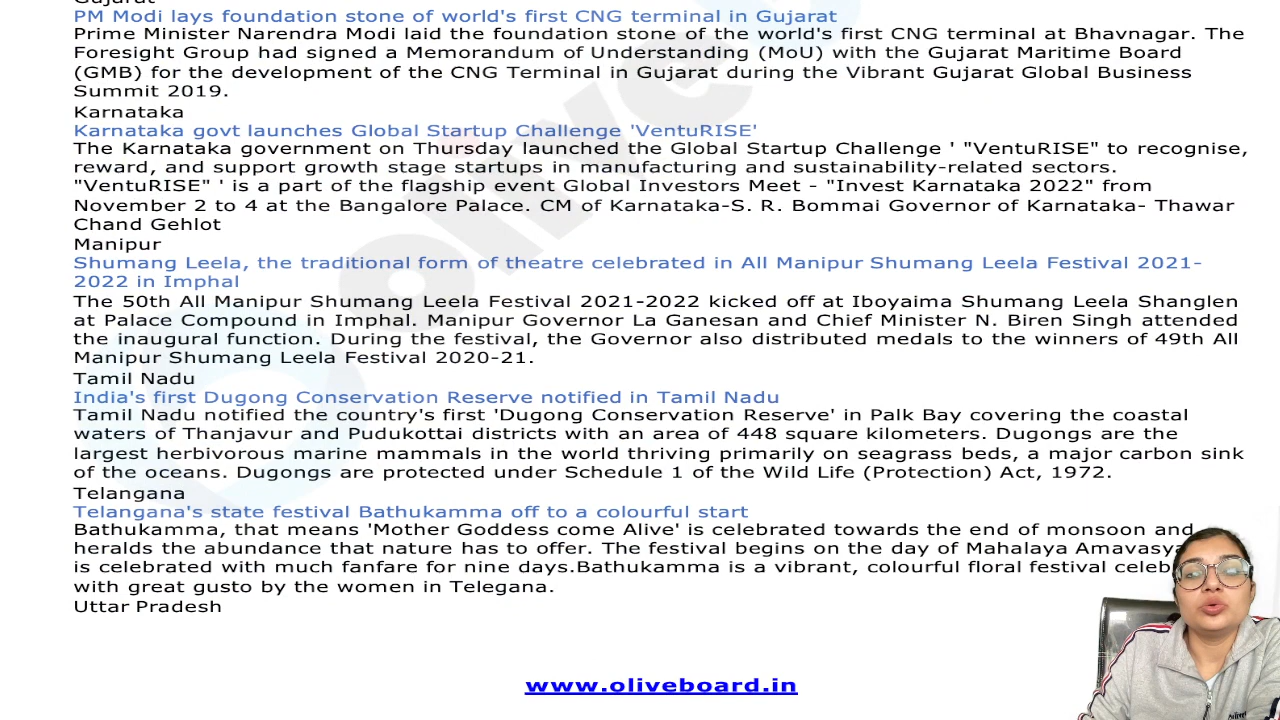 Gujarat
PM Modi lays foundation stone of world's first CNG terminal in Gujarat
Prime Minister Narendra Modi laid the foundation stone of the world's first CNG terminal at Bhavnagar. The
Foresight Group had signed a Memorandum of Understanding (MoU) with the Gujarat Maritime Board
(GMB) for the development of the CNG Terminal in Gujarat during the Vibrant Gujarat Global Business
Summit 2019.
Karnataka
Karnataka govt launches Global Startup Challenge 'VentuRISE'
The Karnataka government on Thursday launched the Global Startup Challenge ' "VentuRISE" to recognise,
reward, and support growth stage startups in manufacturing and sustainability-related sectors.
"VentuRISE" ' is a part of the flagship event Global Investors Meet - "Invest Karnataka 2022" from
November 2 to 4 at the Bangalore Palace. CM of Karnataka-S. R. Bommai Governor of Karnataka- Thawar
Chand Gehlot
Manipur
Shumang Leela, the traditional form of theatre celebrated in All Manipur Shumang Leela Festival 2021-
2022 in Imphal
The 50th All Manipur Shumang Leela Festival 2021-2022 kicked off at Iboyaima Shumang Leela Shanglen
at Palace Compound in Imphal. Manipur Governor La Ganesan and Chief Minister N. Biren Singh attended
the inaugural function. During the festival, the Governor also distributed medals to the winners of 49th All
Manipur Shumang Leela Festival 2020-21.
Tamil Nadu
India's first Dugong Conservation Reserve notified in Tamil Nadu
Tamil Nadu notified the country's first 'Dugong Conservation Reserve' in Palk Bay covering the coastal
waters of Thanjavur and Pudukottai districts with an area of 448 square kilometers. Dugongs are the
largest herbivorous marine mammals in the world thriving primarily on seagrass beds, a major carbon sink
of the oceans. Dugongs are protected under Schedule 1 of the Wild Life (Protection) Act, 1972.
Telangana
Telangana's state festival Bathukamma off to a colourful start
Bathukamma, that means 'Mother Goddess come Alive' is celebrated towards the end of monsoon and
heralds the abundance that nature has to offer. The festival begins on the day of Mahalaya Amavasya
is celebrated with much fanfare for nine days.Bathukamma is a vibrant, colourful floral festival
with great gusto by the women in Telegana.
Uttar Pradesh
www.oliveboard.in